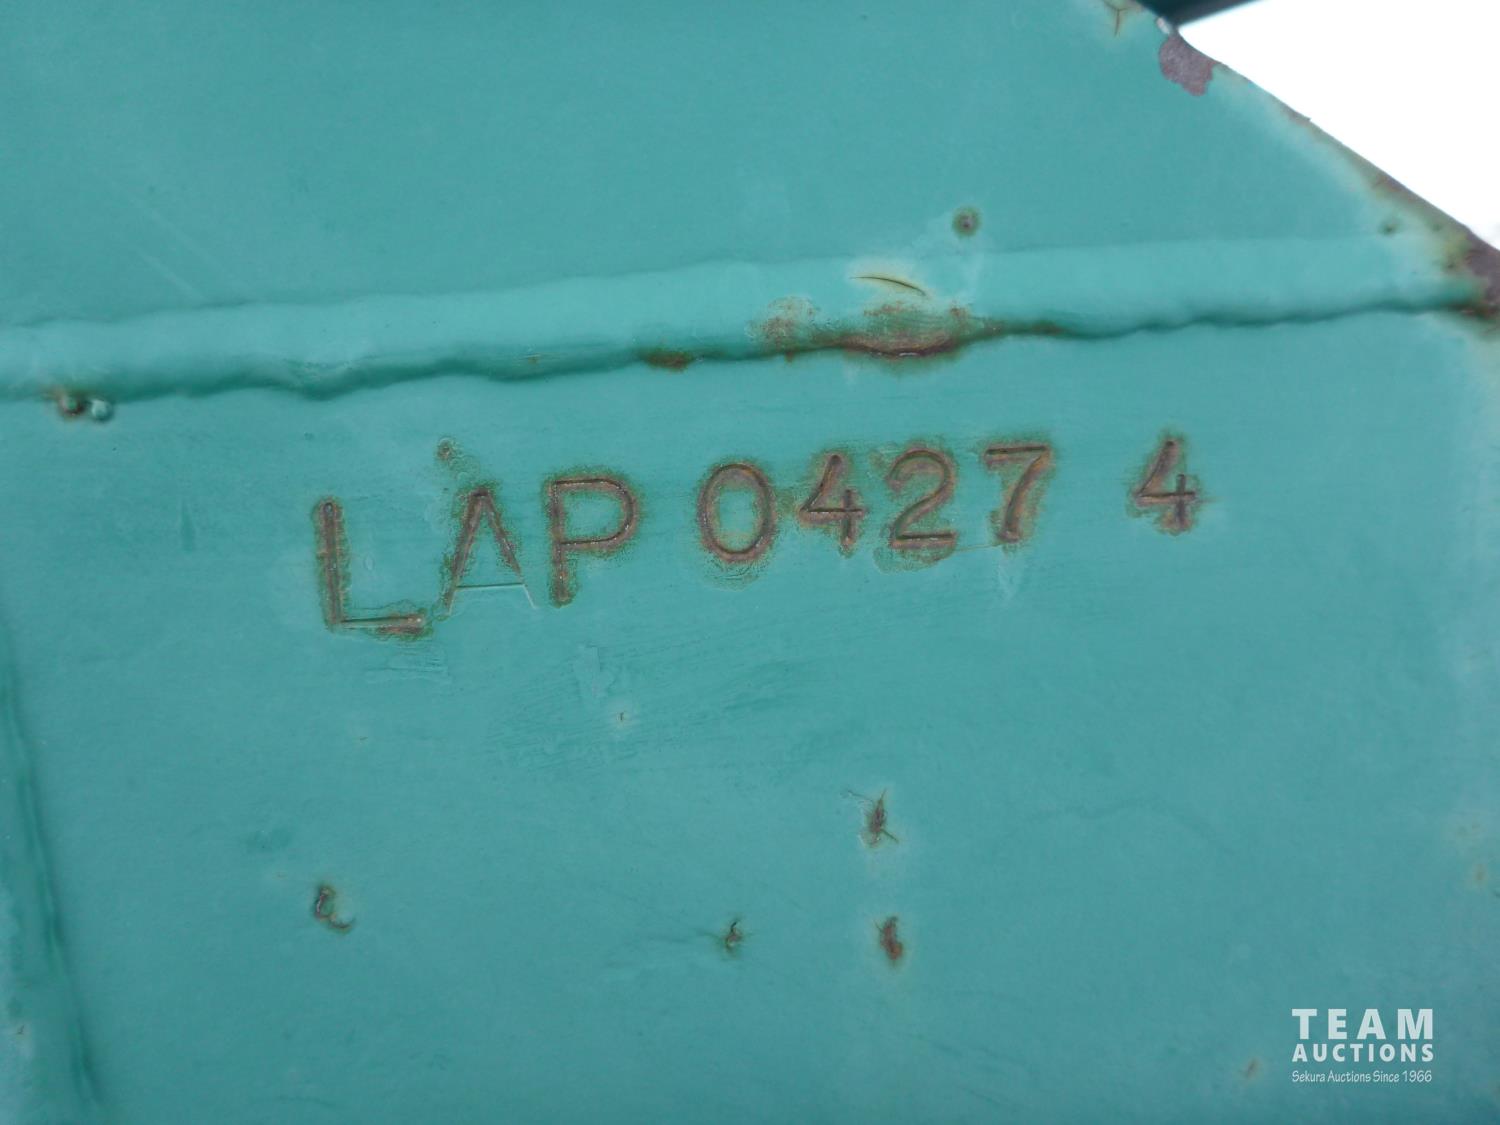 LAP 0427 4
TEAM
AUCTIONS
Sekura Auctions Since 1966